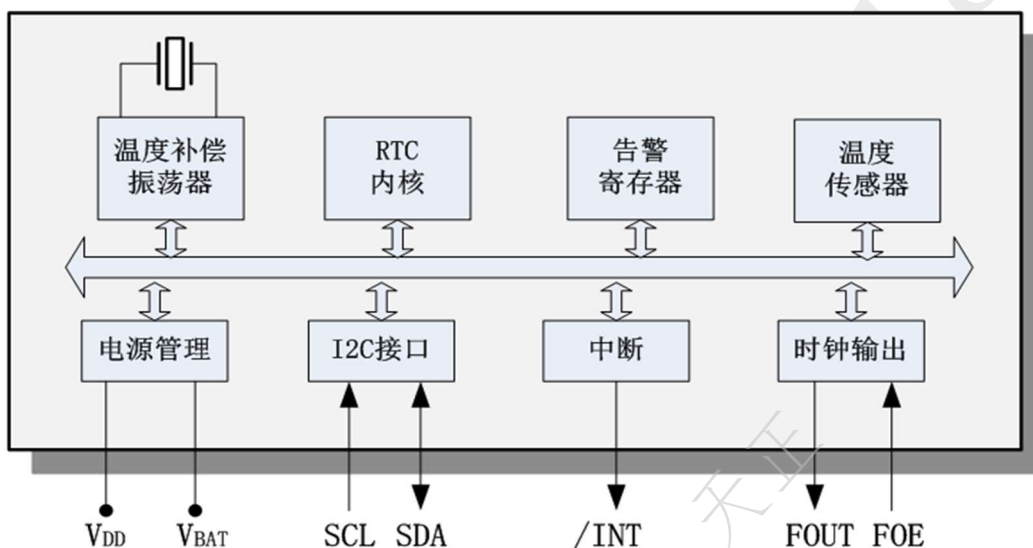 温度补偿
振荡器
RTC
内核
告警
寄存器
温度
传感器
电源管理
I2C接口
中断
时钟输出
VDD
VBAT
SCL
SDA
/INT
FOUT
FOE
天正